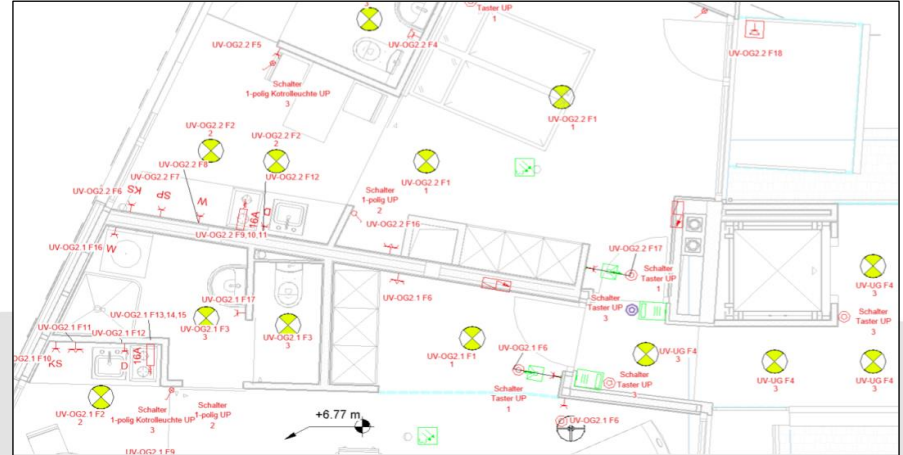 3
Taster UP
1
UV-OG2.2 F5
UV-OG2.2 F4
UV-OG2.2 F18
Schalter
1-polig Kotrolleuchte UP
3
UV-OG2.2 F2
2
UV-OG2.2 F2
2
UV-OG2.2 F1
1
UV-OG2.2 F8
UV-OG2.2 F7
UV-OG2.2 F6
KS
SP
W
UV-OG2.2 F12
16A
UV-OG2.2 F9,10,11
UV-OG2.2 F1
1
Schalter
1-polig UP
2
UV-OG2.2 F16
UV-OG2.2 F17
Schalter
Taster UP
1
W
UV-OG2.1 F16
UV-OG2.1 F17
UV-OG2.1 F6
Schalter
Taster UP
3
UV-UG F4
3
Schalter
Taster UP
3
UV-OG2.1 F13,14,15
UV-OG2.1 F11
UV-OG2.1 F12
UV-OG2.1 F3
3
UV-OG2.1 F3
3
KS
D
16A
UV-OG2.1 F1
1
UV-OG2.1 F6
UV-UG F4
3
UV-UG F4
3
UV-UG F4
3
Schalter
Taster UP
3
Schalter
Taster UP
1
UV-OG2.1 F2
2
Schalter
1-polig Kotrolleuchte UP
3
Schalter
1-polig UP
2
+6.77 m
UV-OG2.1 F6
UV-OG2.1 F9